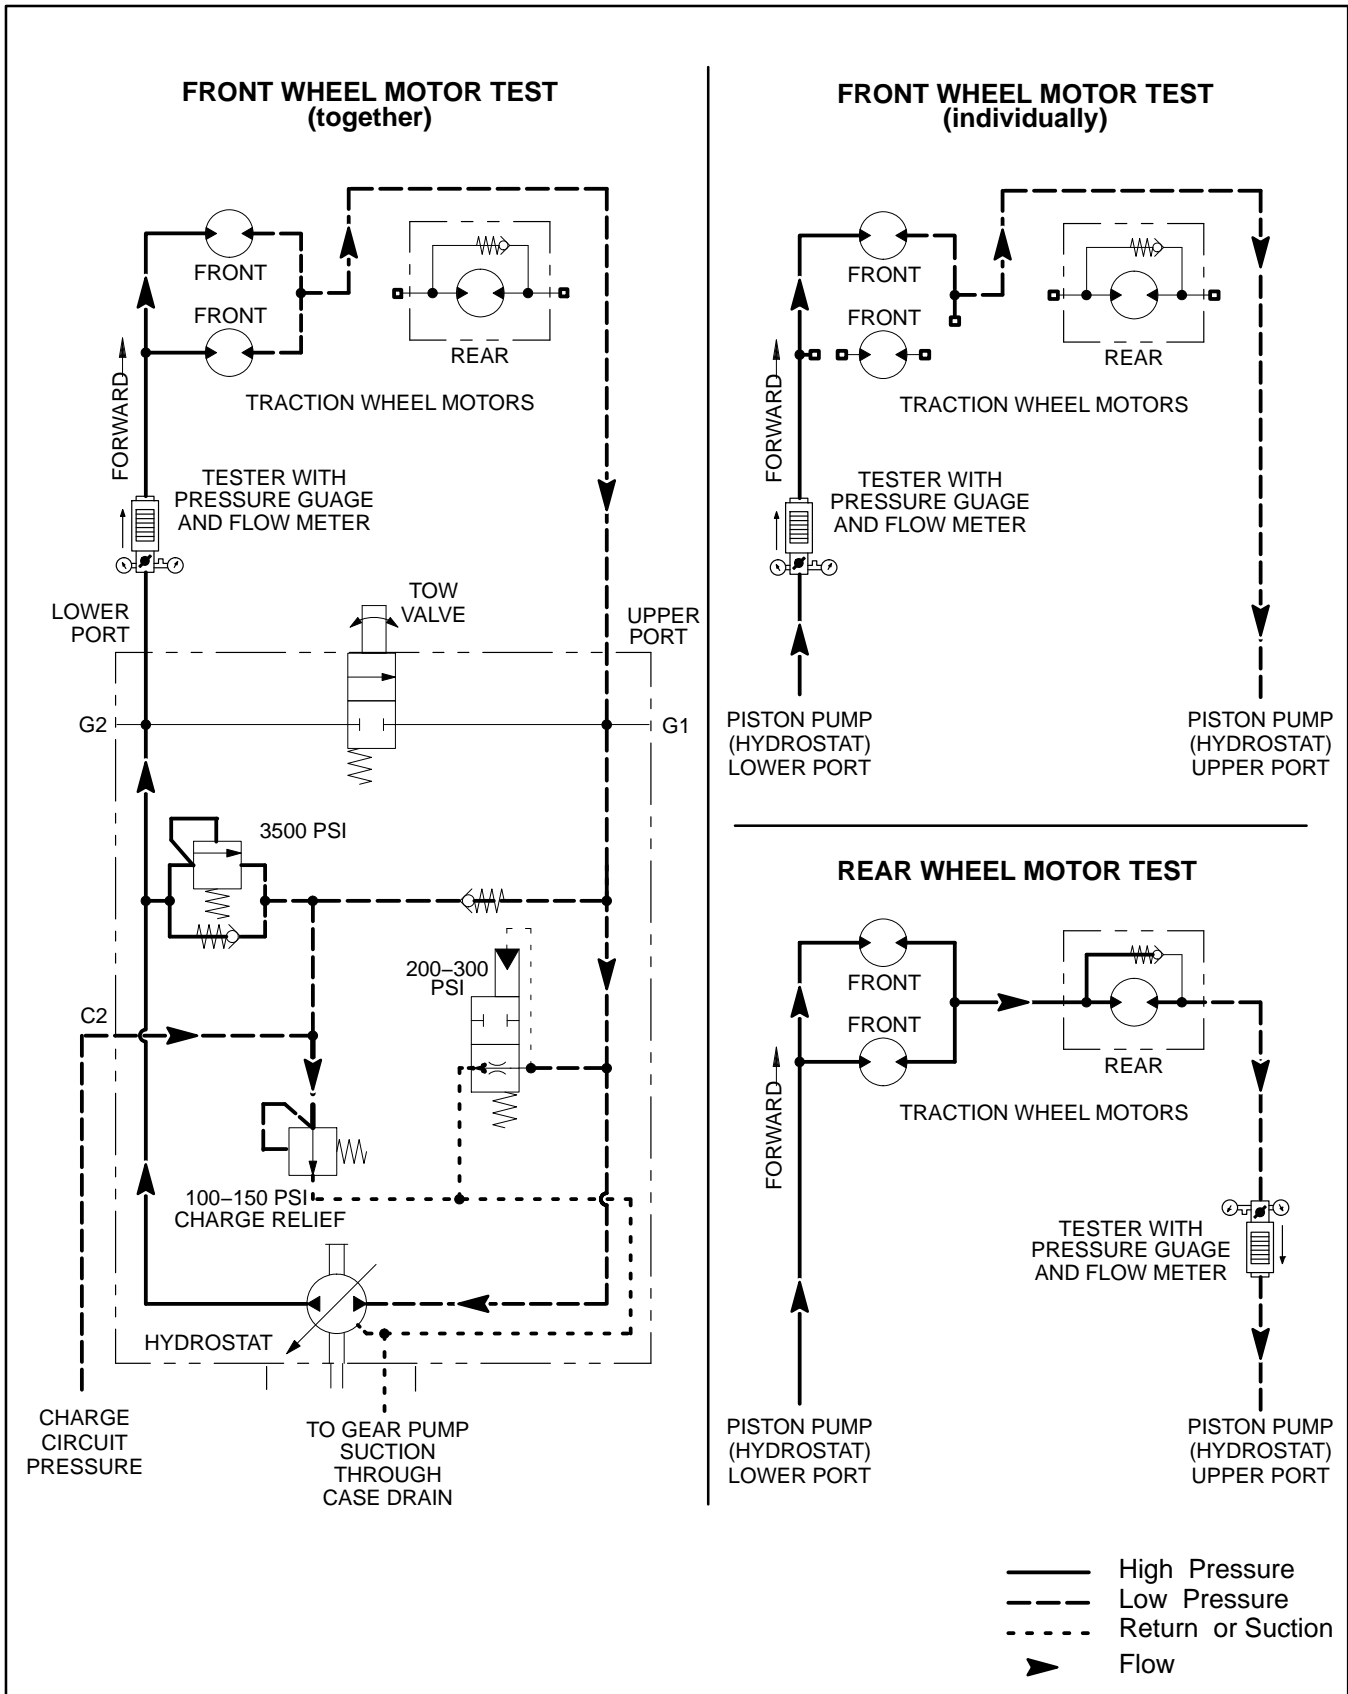 FRONT WHEEL MOTOR TEST
(together)
FRONT
FRONT
REAR
TRACTION WHEEL MOTORS
FORWARD
TESTER WITH
PRESSURE GUAGE
AND FLOW METER
LOWER
PORT
TOW
VALVE
UPPER
PORT
G2
G1
3500 PSI
200–300
PSI
C2
100–150 PSI
CHARGE RELIEF
HYDROSTAT
CHARGE
CIRCUIT
PRESSURE
TO GEAR PUMP
SUCTION
THROUGH
CASE DRAIN
FRONT WHEEL MOTOR TEST
(individually)
FRONT
FRONT
REAR
TRACTION WHEEL MOTORS
FORWARD
TESTER WITH
PRESSURE GUAGE
AND FLOW METER
PISTON PUMP
(HYDROSTAT)
LOWER PORT
PISTON PUMP
(HYDROSTAT)
UPPER PORT
REAR WHEEL MOTOR TEST
FRONT
FRONT
REAR
TRACTION WHEEL MOTORS
FORWARD
TESTER WITH
PRESSURE GUAGE
AND FLOW METER
PISTON PUMP
(HYDROSTAT)
LOWER PORT
PISTON PUMP
(HYDROSTAT)
UPPER PORT
High Pressure
Low Pressure
Return or Suction
Flow